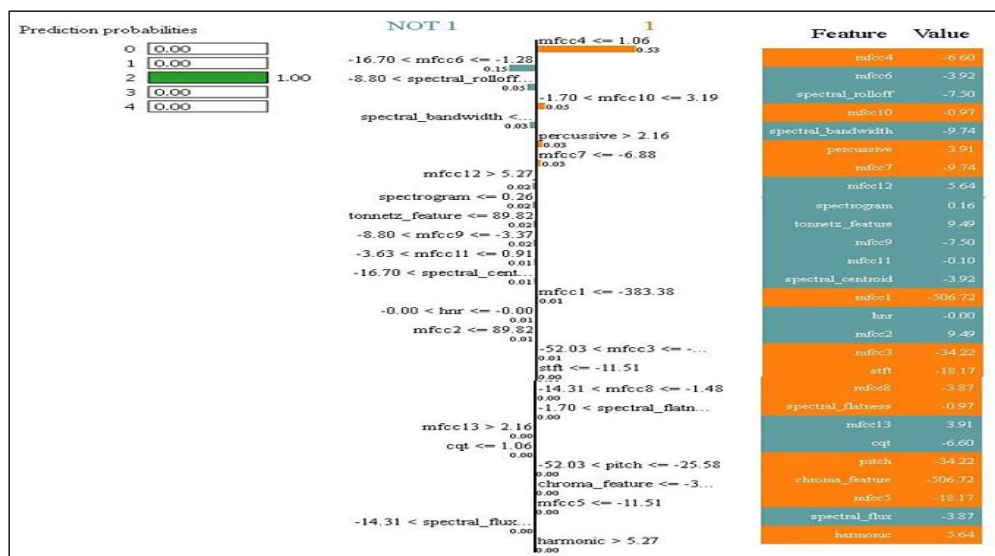 Prediction probabilities
0 0.00
1 0.00
2 1.00
3 0.00
4 0.00
NOT 1
1
mfcc4 <= 1.06
0.53
-16.70 < mfcc6 <= -1.28
0.15
-8.80 < spectral_rolloff...
0.05
-1.70 < mfcc10 <= 3.19
0.05
spectral_bandwidth <...
0.03
percussive > 2.16
0.03
mfcc7 <= -6.88
0.03
mfcc12 > 5.27
0.02
spectrogram <= 0.26
0.02
tonnetz_feature <= 89.82
0.02
-8.80 < mfcc9 <= -3.37
0.02
-3.63 < mfcc11 <= 0.91
0.01
-16.70 < spectral_cent...
0.01
mfcc1 <= -383.38
0.01
-0.00 < hnr <= -0.00
0.01
mfcc2 <= 89.82
0.01
-52.03 < mfcc3 <= -...
0.01
stft <= -11.51
0.00
-14.31 < mfcc8 <= -1.48
0.00
-1.70 < spectral_flatn...
0.00
mfcc13 > 2.16
0.00
cqt <= 1.06
0.00
-52.03 < pitch <= -25.58
0.00
chroma_feature <= -3...
0.00
mfcc5 <= -11.51
0.00
-14.31 < spectral_flux...
0.00
harmonic > 5.27
0.00
Feature Value
mfcc4 -6.60
mfcc6 -3.92
spectral_rolloff -7.50
mfcc10 -0.97
spectral_bandwidth -9.74
percussive 3.91
mfcc7 -9.74
mfcc12 5.64
spectrogram 0.16
tonnetz_feature 9.49
mfcc9 -7.50
mfcc11 -0.10
spectral_centroid -3.92
mfcc1 -506.72
hnr -0.00
mfcc2 9.49
mfcc3 -34.22
stft -18.17
mfcc8 -3.87
spectral_flatness -0.97
mfcc13 3.91
cqt -6.60
pitch -34.22
chroma_feature -506.72
mfcc5 -18.17
spectral_flux -3.87
harmonic 5.64